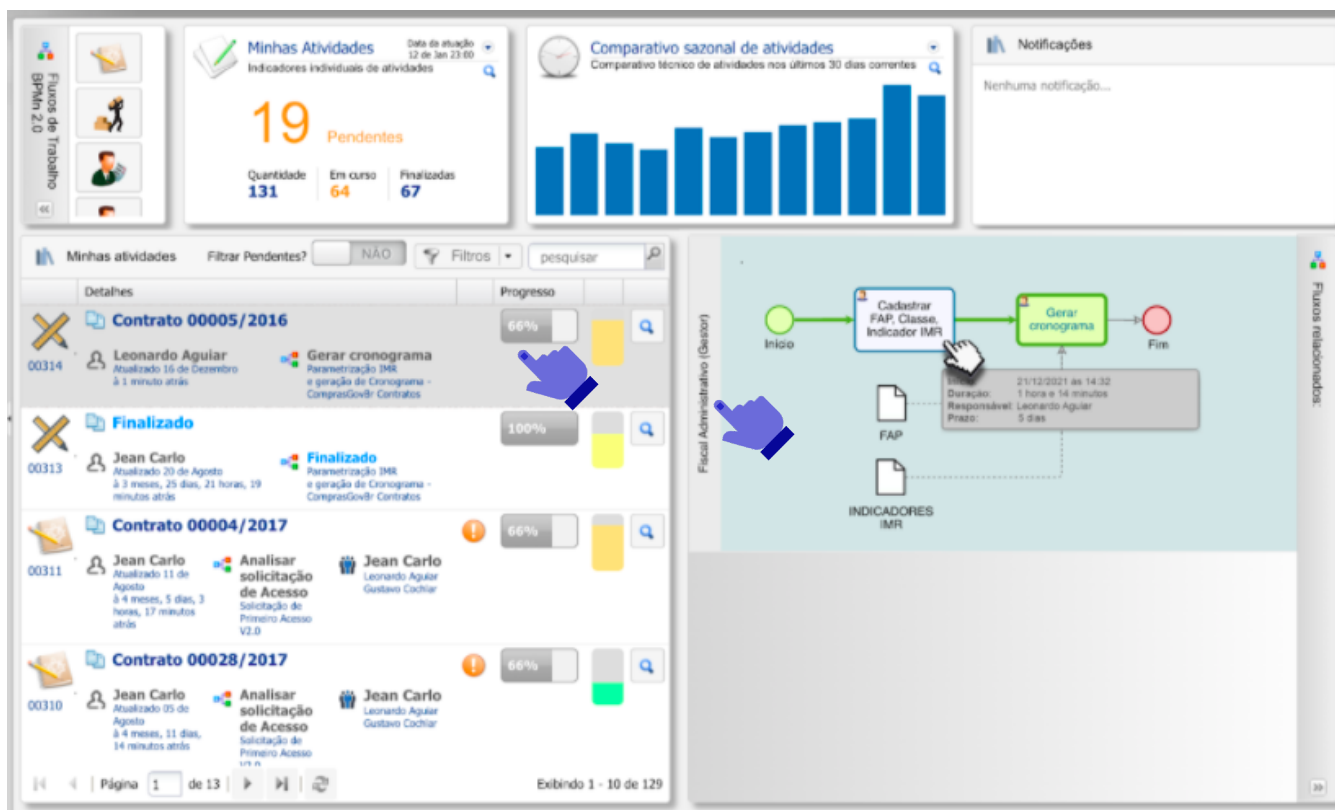 Fluxos de Trabalho
BPMn 2.0
Minhas Atividades
Data da atuação
12 de Jan 23:00
Indicadores individuais de atividades
19 Pendentes
Quantidade Em curso Finalizadas
131 64 67
Comparativo sazonal de atividades
Comparativo técnico de atividades nos últimos 30 dias correntes
Notificações
Nenhuma notificação...
Minhas atividades Filtrar Pendentes? NÃO Filtros pesquisar
Detalhes Progresso
Contrato 00005/2016
66%
00314
Leonardo Aguiar
Atualizado 16 de Dezembro
à 1 minuto atrás
Gerar cronograma
Parametrização IMR
e geração de Cronograma -
ComprasGovBr Contratos
Finalizado
100%
00313
Jean Carlo
Atualizado 20 de Agosto
à 3 meses, 25 dias, 21 horas, 19
minutos atrás
Finalizado
Parametrização IMR
e geração de Cronograma -
ComprasGovBr Contratos
Contrato 00004/2017
66%
00311
Jean Carlo
Atualizado 11 de
Agosto
à 4 meses, 5 dias, 3
horas, 17 minutos
atrás
Analisar
solicitação
de Acesso
Solicitação de
Primeiro Acesso
V2.0
Jean Carlo
Leonardo Aguiar
Gustavo Cochlar
Contrato 00028/2017
66%
00310
Jean Carlo
Atualizado 05 de
Agosto
à 4 meses, 11 dias,
14 minutos atrás
Analisar
solicitação
de Acesso
Solicitação de
Primeiro Acesso
V2.0
Jean Carlo
Leonardo Aguiar
Gustavo Cochlar
Página 1 de 13
Exibindo 1 - 10 de 129
Fiscal Administrativo (Gestor)
Início
Cadastrar
FAP, Classe,
Indicador IMR
Gerar
cronograma
Fim
21/12/2021 às 14:32
Duração: 1 hora e 14 minutos
Responsável: Leonardo Aguiar
Prazo: 5 dias
FAP
INDICADORES
IMR
Fluxos relacionados: